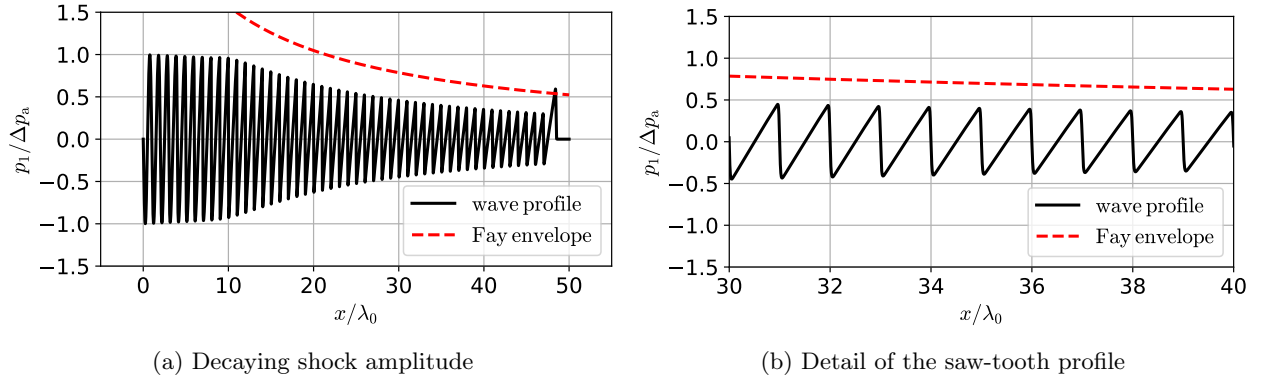 1.5
1.0
0.5
0.0
−0.5
−1.0
−1.5
p₁/Δpₐ
0 10 20 30 40 50
x/λ₀
wave profile
Fay envelope
(a) Decaying shock amplitude
1.5
1.0
0.5
0.0
−0.5
−1.0
−1.5
p₁/Δpₐ
30 32 34 36 38 40
x/λ₀
wave profile
Fay envelope
(b) Detail of the saw-tooth profile